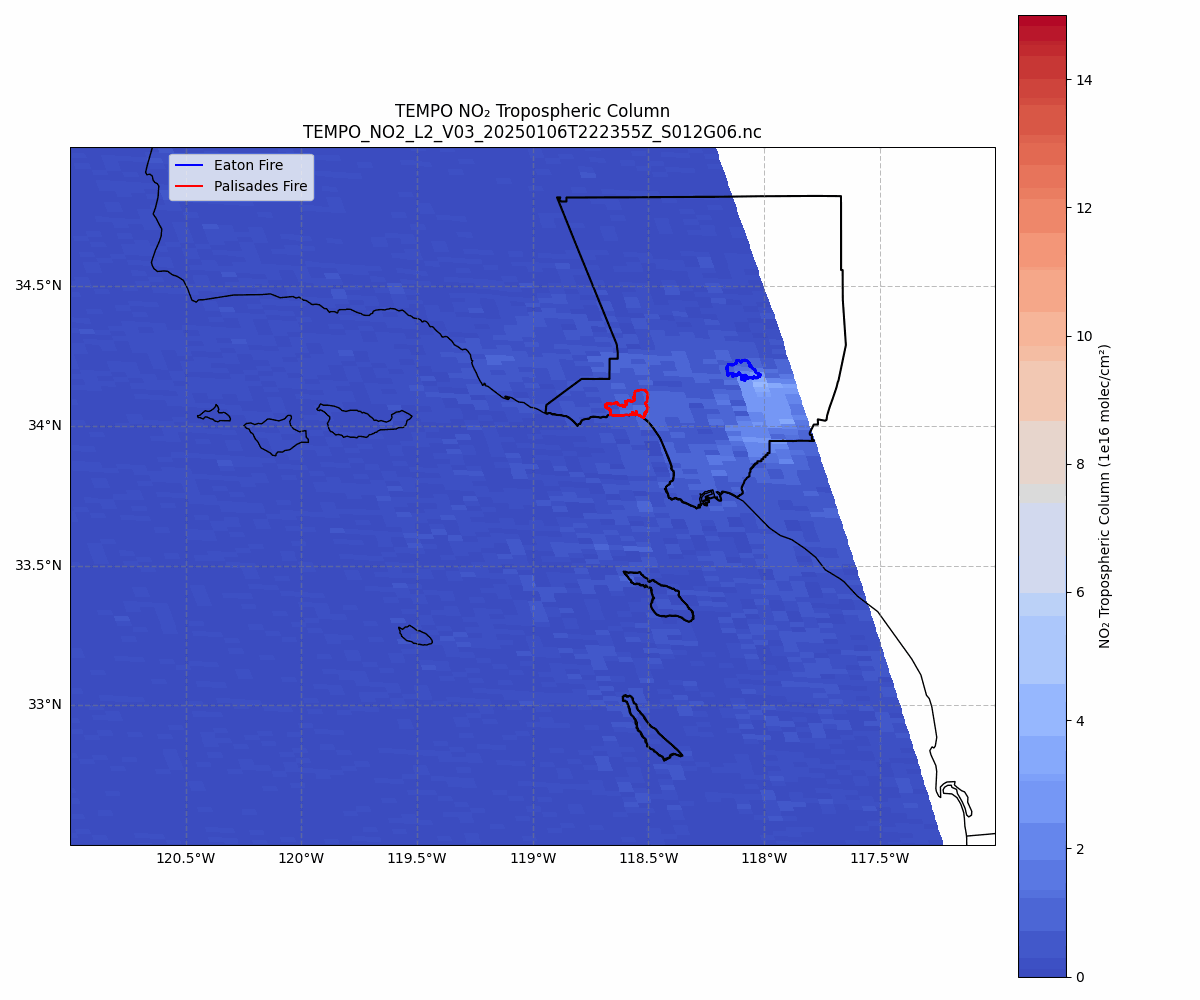 TEMPO NO₂ Tropospheric Column
TEMPO_NO2_L2_V03_20250106T222355Z_S012G06.nc
Eaton Fire
Palisades Fire
34.5°N
34°N
33.5°N
33°N
120.5°W
120°W
119.5°W
119°W
118.5°W
118°W
117.5°W
14
12
10
8
6
4
2
0
NO₂ Tropospheric Column (1e16 molec/cm²)